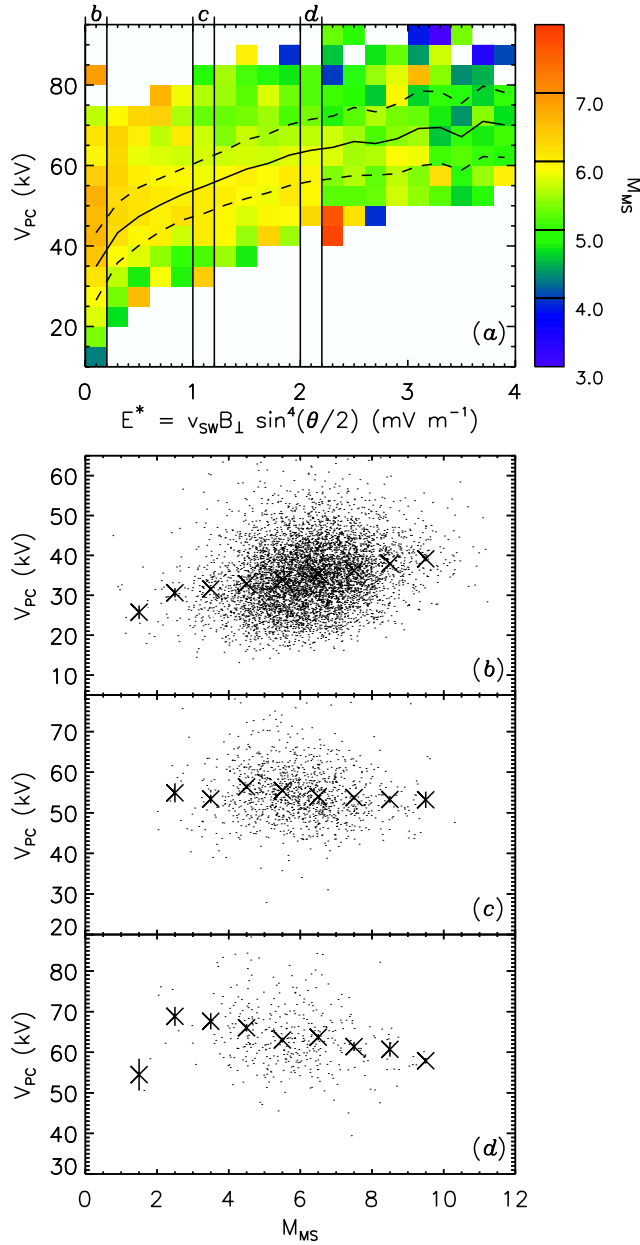 b c d
80
60
40
20
V_PC (kV)
(a)
7.0
6.0
5.0
4.0
3.0
M_MS
0 1 2 3 4
E* = v_SW B_⊥ sin⁴(θ/2) (mV m⁻¹)
60
50
40
30
20
10
V_PC (kV)
(b)
70
60
50
40
30
20
V_PC (kV)
(c)
80
70
60
50
40
30
V_PC (kV)
(d)
0 2 4 6 8 10 12
M_MS